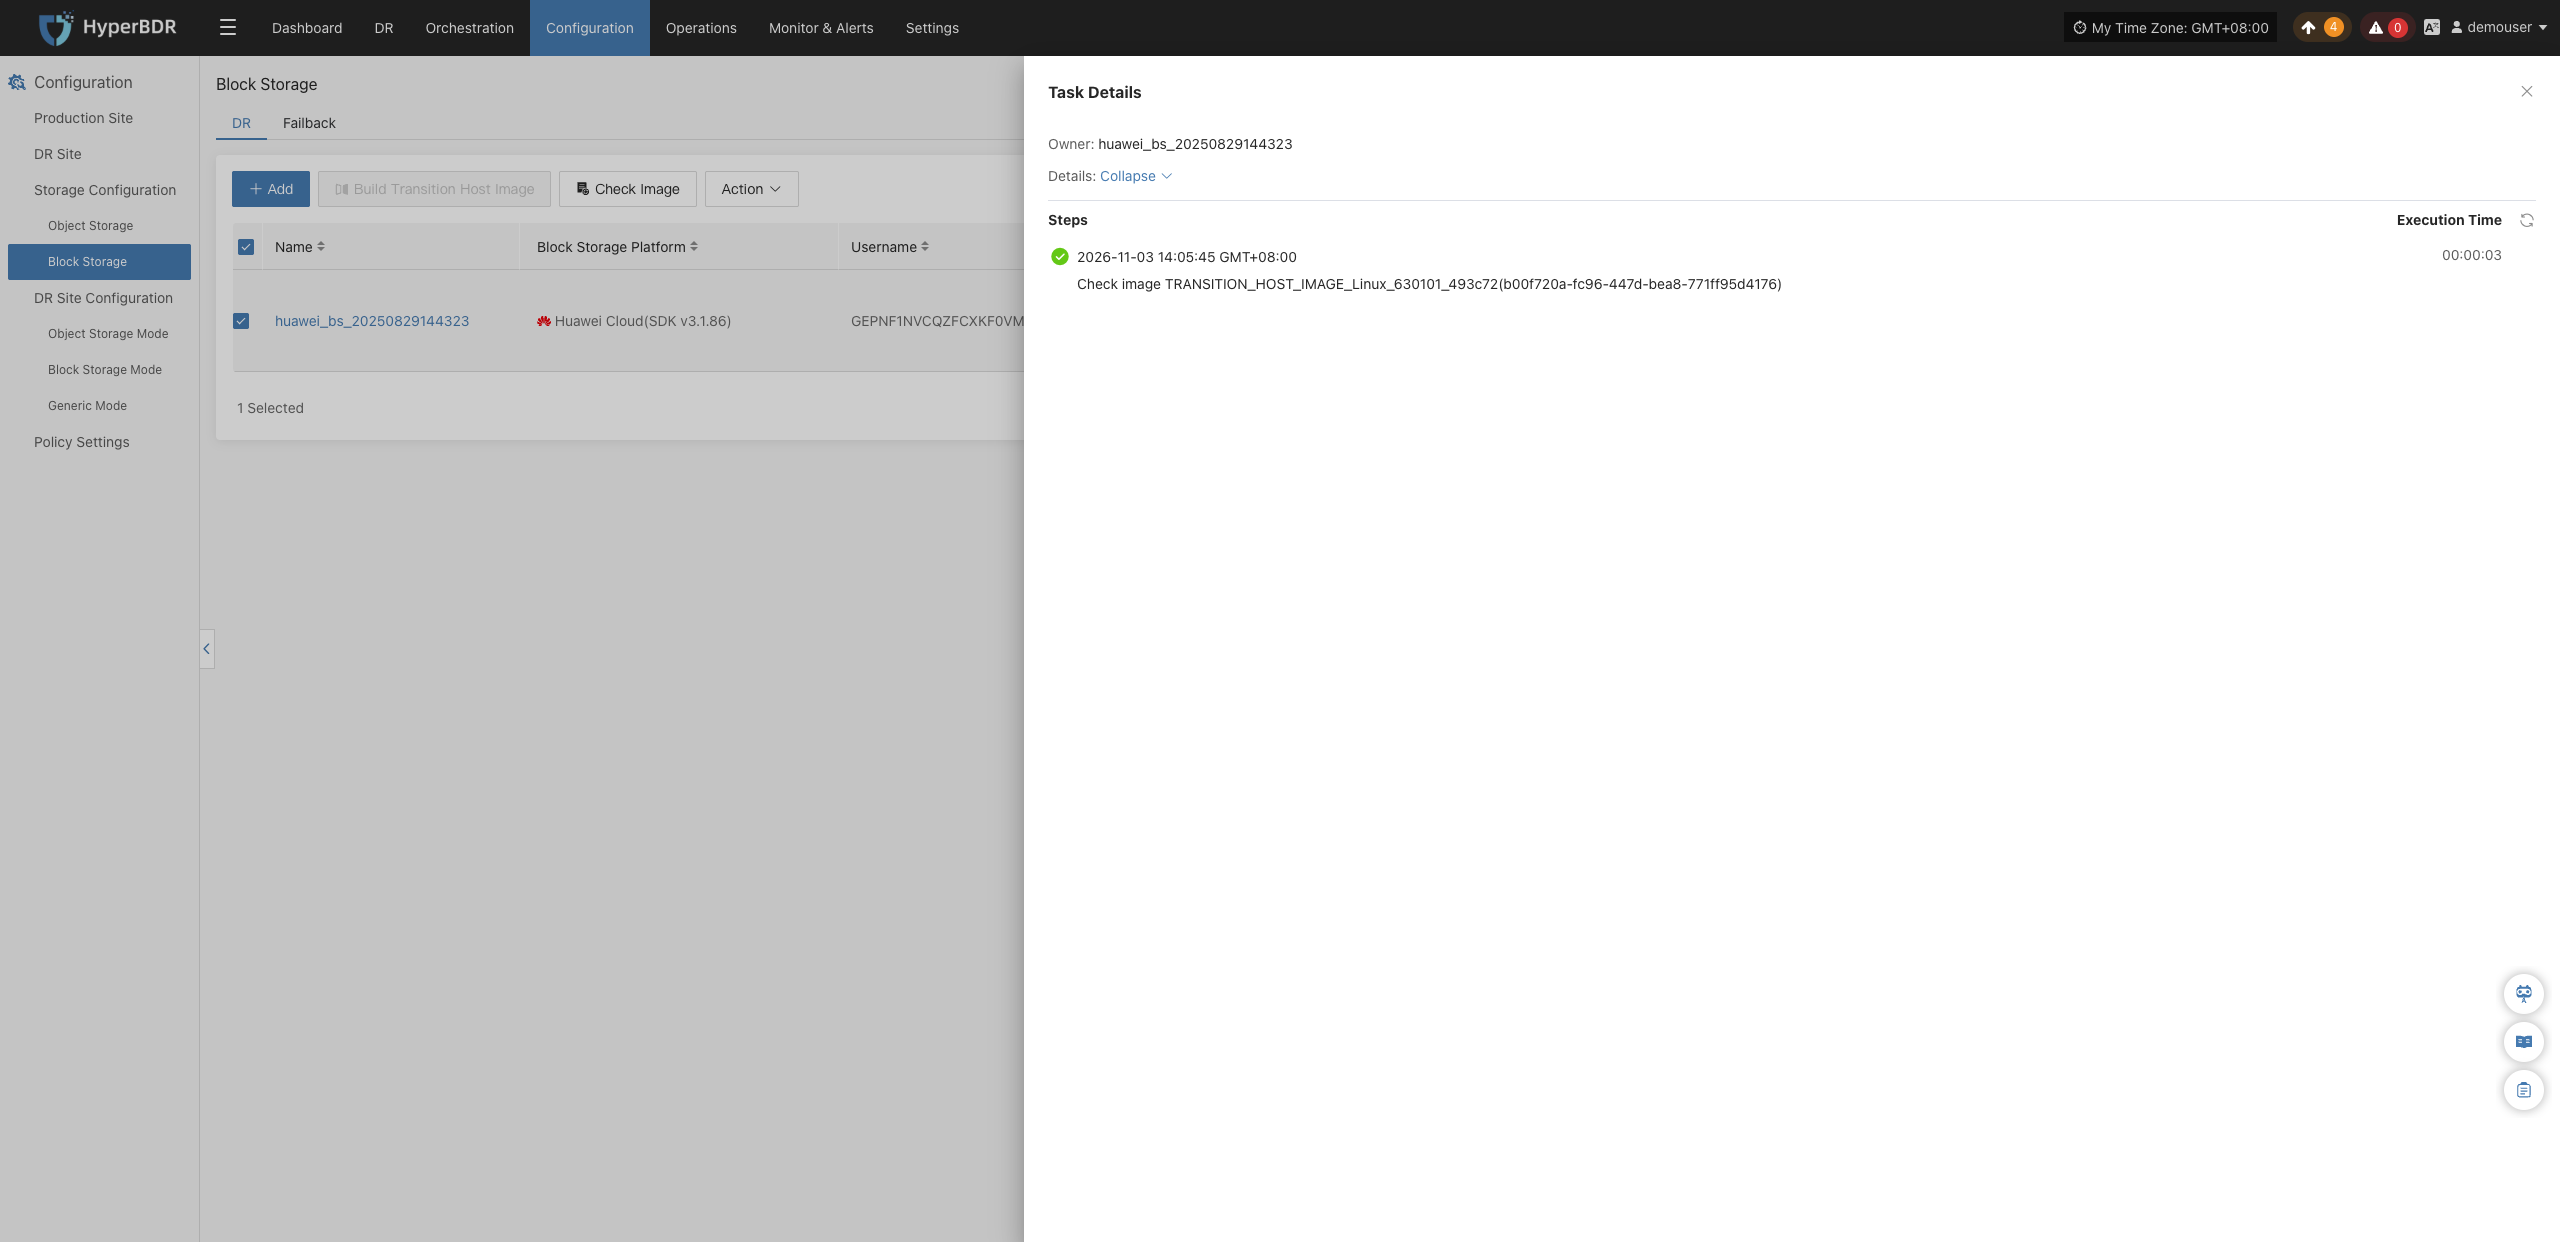 HyperBDR
Dashboard
DR
Orchestration
Configuration
Operations
Monitor & Alerts
Settings
My Time Zone: GMT+08:00
4
0
demouser
Configuration
Production Site
DR Site
Storage Configuration
Object Storage
Block Storage
DR Site Configuration
Object Storage Mode
Block Storage Mode
Generic Mode
Policy Settings
Block Storage
DR
Failback
Add
Build Transition Host Image
Check Image
Action
Name
Block Storage Platform
Username
huawei_bs_20250829144323
Huawei Cloud(SDK v3.1.86)
GEPNF1NVCQZFCXKF0VM
1 Selected
Task Details
Owner: huawei_bs_20250829144323
Details: Collapse
Steps
Execution Time
2026-11-03 14:05:45 GMT+08:00
00:00:03
Check image TRANSITION_HOST_IMAGE_Linux_630101_493c72(b00f720a-fc96-447d-bea8-771ff95d4176)